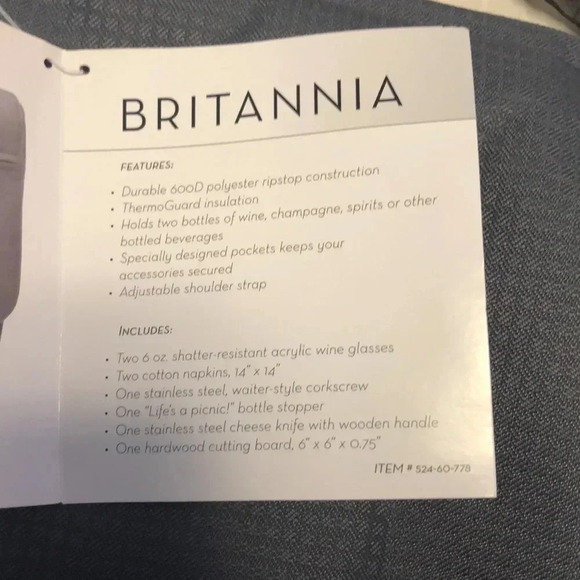 BRITANNIA
FEATURES:
• Durable 600D polyester ripstop construction
• ThermoGuard insulation
• Holds two bottles of wine, champagne, spirits or other
bottled beverages
• Specially designed pockets keeps your
accessories secured
• Adjustable shoulder strap
INCLUDES:
• Two 6 oz. shatter-resistant acrylic wine glasses
• Two cotton napkins, 14" x 14"
• One stainless steel, waiter-style corkscrew
• One "Life's a picnic!" bottle stopper
• One stainless steel cheese knife with wooden handle
• One hardwood cutting board, 6" x 6" x 0.75"
ITEM # 524-60-778